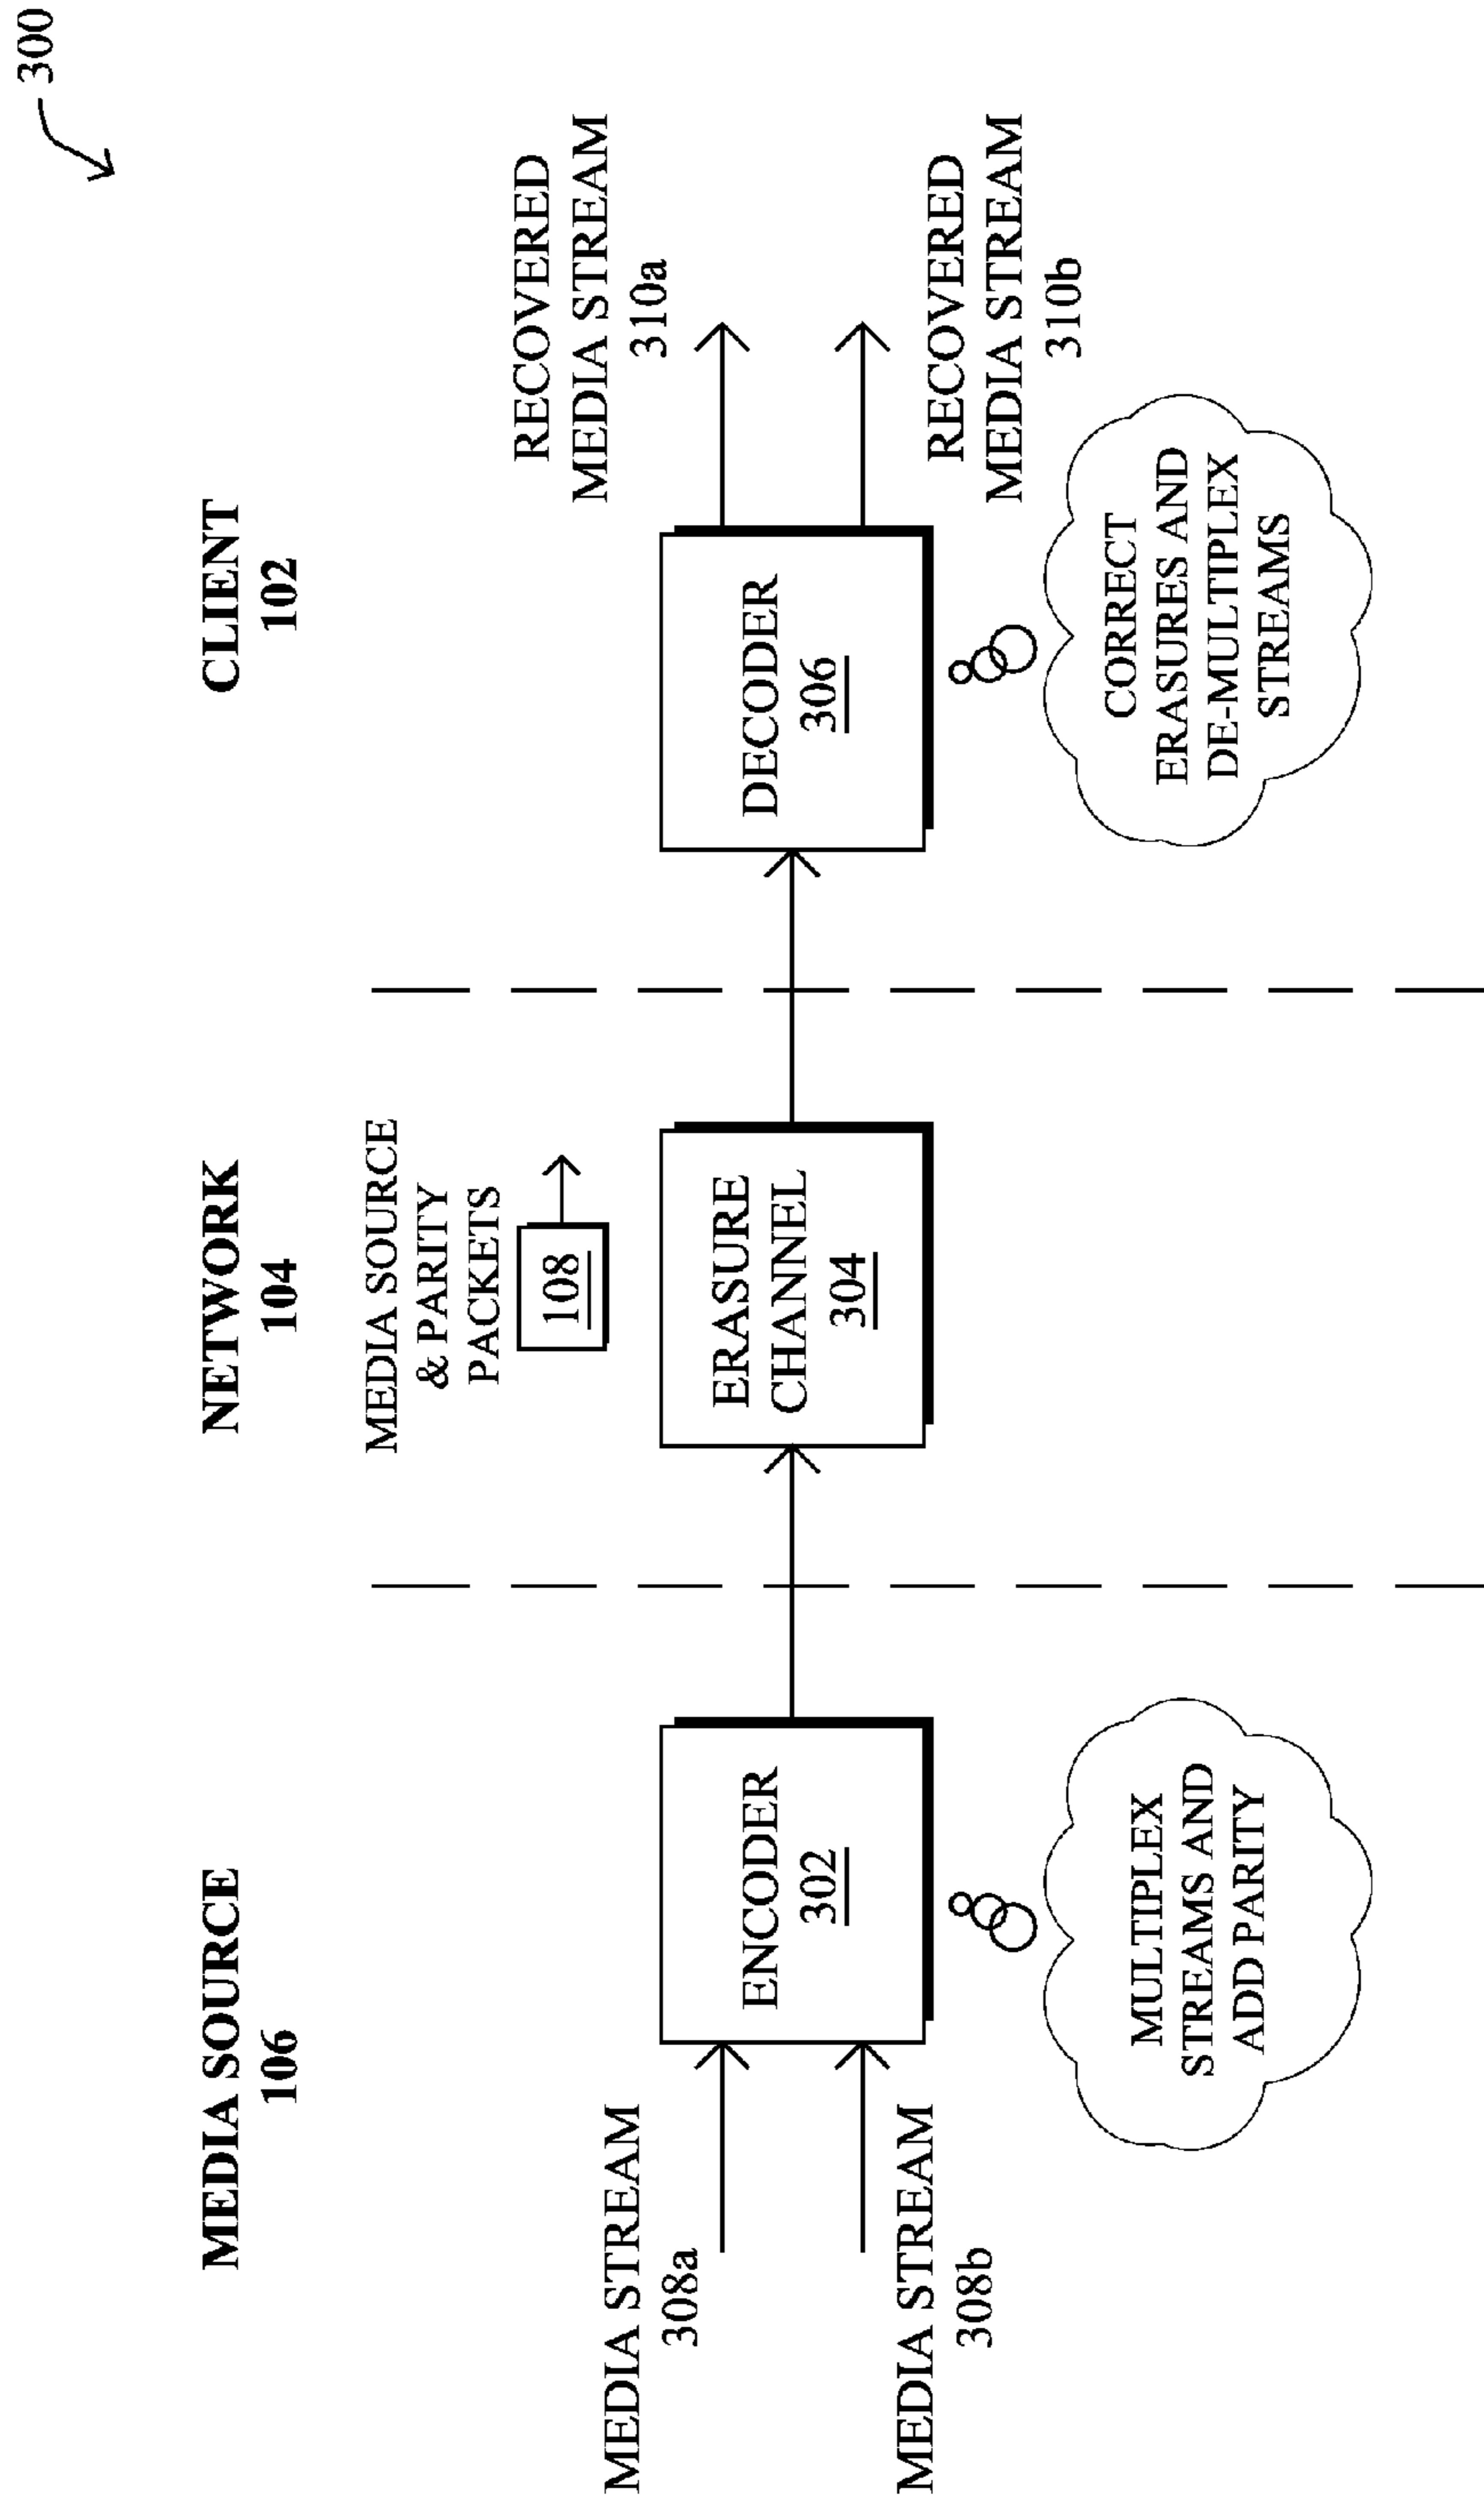 300
MEDIA SOURCE
106
NETWORK
104
CLIENT
102
MEDIA SOURCE
& PARITY
PACKETS
108
MEDIA STREAM
308a
MEDIA STREAM
308b
ENCODER
302
ERASURE
CHANNEL
304
DECODER
306
RECOVERED
MEDIA STREAM
310a
RECOVERED
MEDIA STREAM
310b
MULTIPLEX
STREAMS AND
ADD PARITY
CORRECT
ERASURES AND
DE-MULTIPLEX
STREAMS